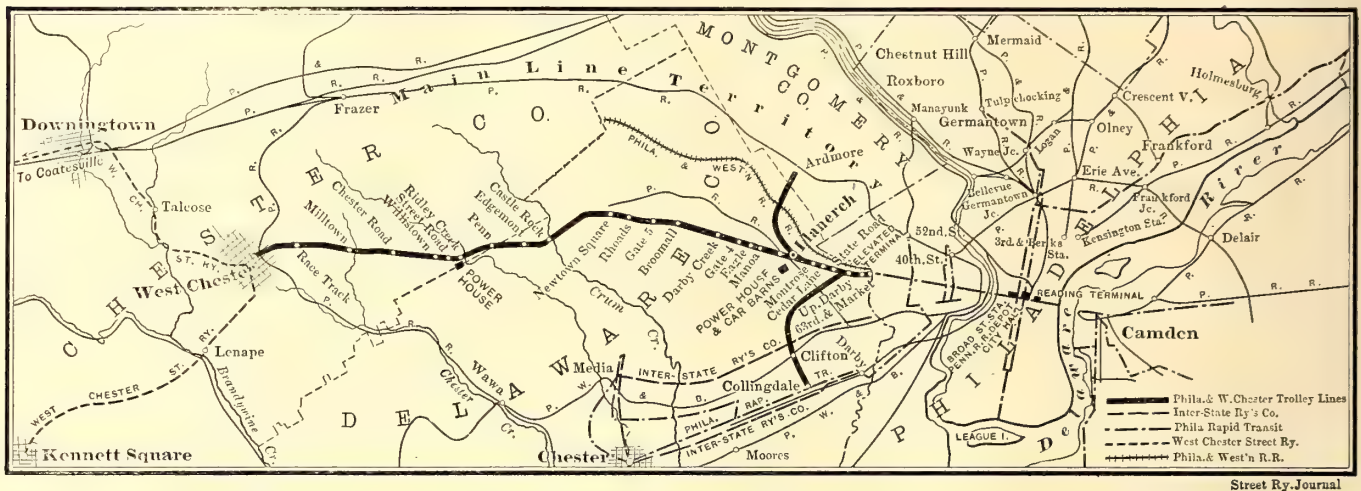 MONTGOMERY CO.
Main Line Territory
CHESTER CO.
DELAWARE CO.
PHILADELPHIA
Downingtown
To Coatesville
Frazer
Talcose
West Chester
W. CH. ST. RY.
Lenape
WEST CHESTER ST. RY.
Brandywine Cr.
Kennett Square
Milltown
Chester Road
Race Track
Ridley Creek
Street Road
Willistown
Penn
Edgemont
Castle Rock
POWER HOUSE
Newtown Square
Rhoads
Gate 5
Broomall
Darby Creek
Gate 4
Eagle
Manoa
POWER HOUSE & CAR BARNS
Llanerch
Montrose
Cedar Lane
State Road
ELEVATED TERMINAL
Up. Darby
63rd. & Market
PHILA. & WEST'N
Ardmore
Crum Cr.
Wawa
Chester Cr.
Media
INTER-STATE RY'S CO.
Clifton
Collingdale
Darby
PHILA. RAP. TR.
INTER-STATE RY'S CO.
Chester
Moores
P. W. & B.
P. R. R.
P. & R.
Chestnut Hill
Mermaid
Roxboro
Manayunk
Tulpehocking
Germantown
Wayne Jc.
Logan
Crescent V.
Olney
Holmesburg
Frankford
Erie Ave.
Bellevue
Germantown Jc.
Frankford Jc.
Kensington Sta.
3rd. & Berks Sta.
52nd. S.
40th. St.
Delair
READING TERMINAL
BROAD ST. STA.
PENN. R.R. DEPOT
CITY HALL
Camden
Delaware River
LEAGUE I.
Phila. & W. Chester Trolley Lines
Inter-State Ry's Co.
Phila Rapid Transit
West Chester Street Ry.
Phila. & West'n R.R.
Street Ry. Journal